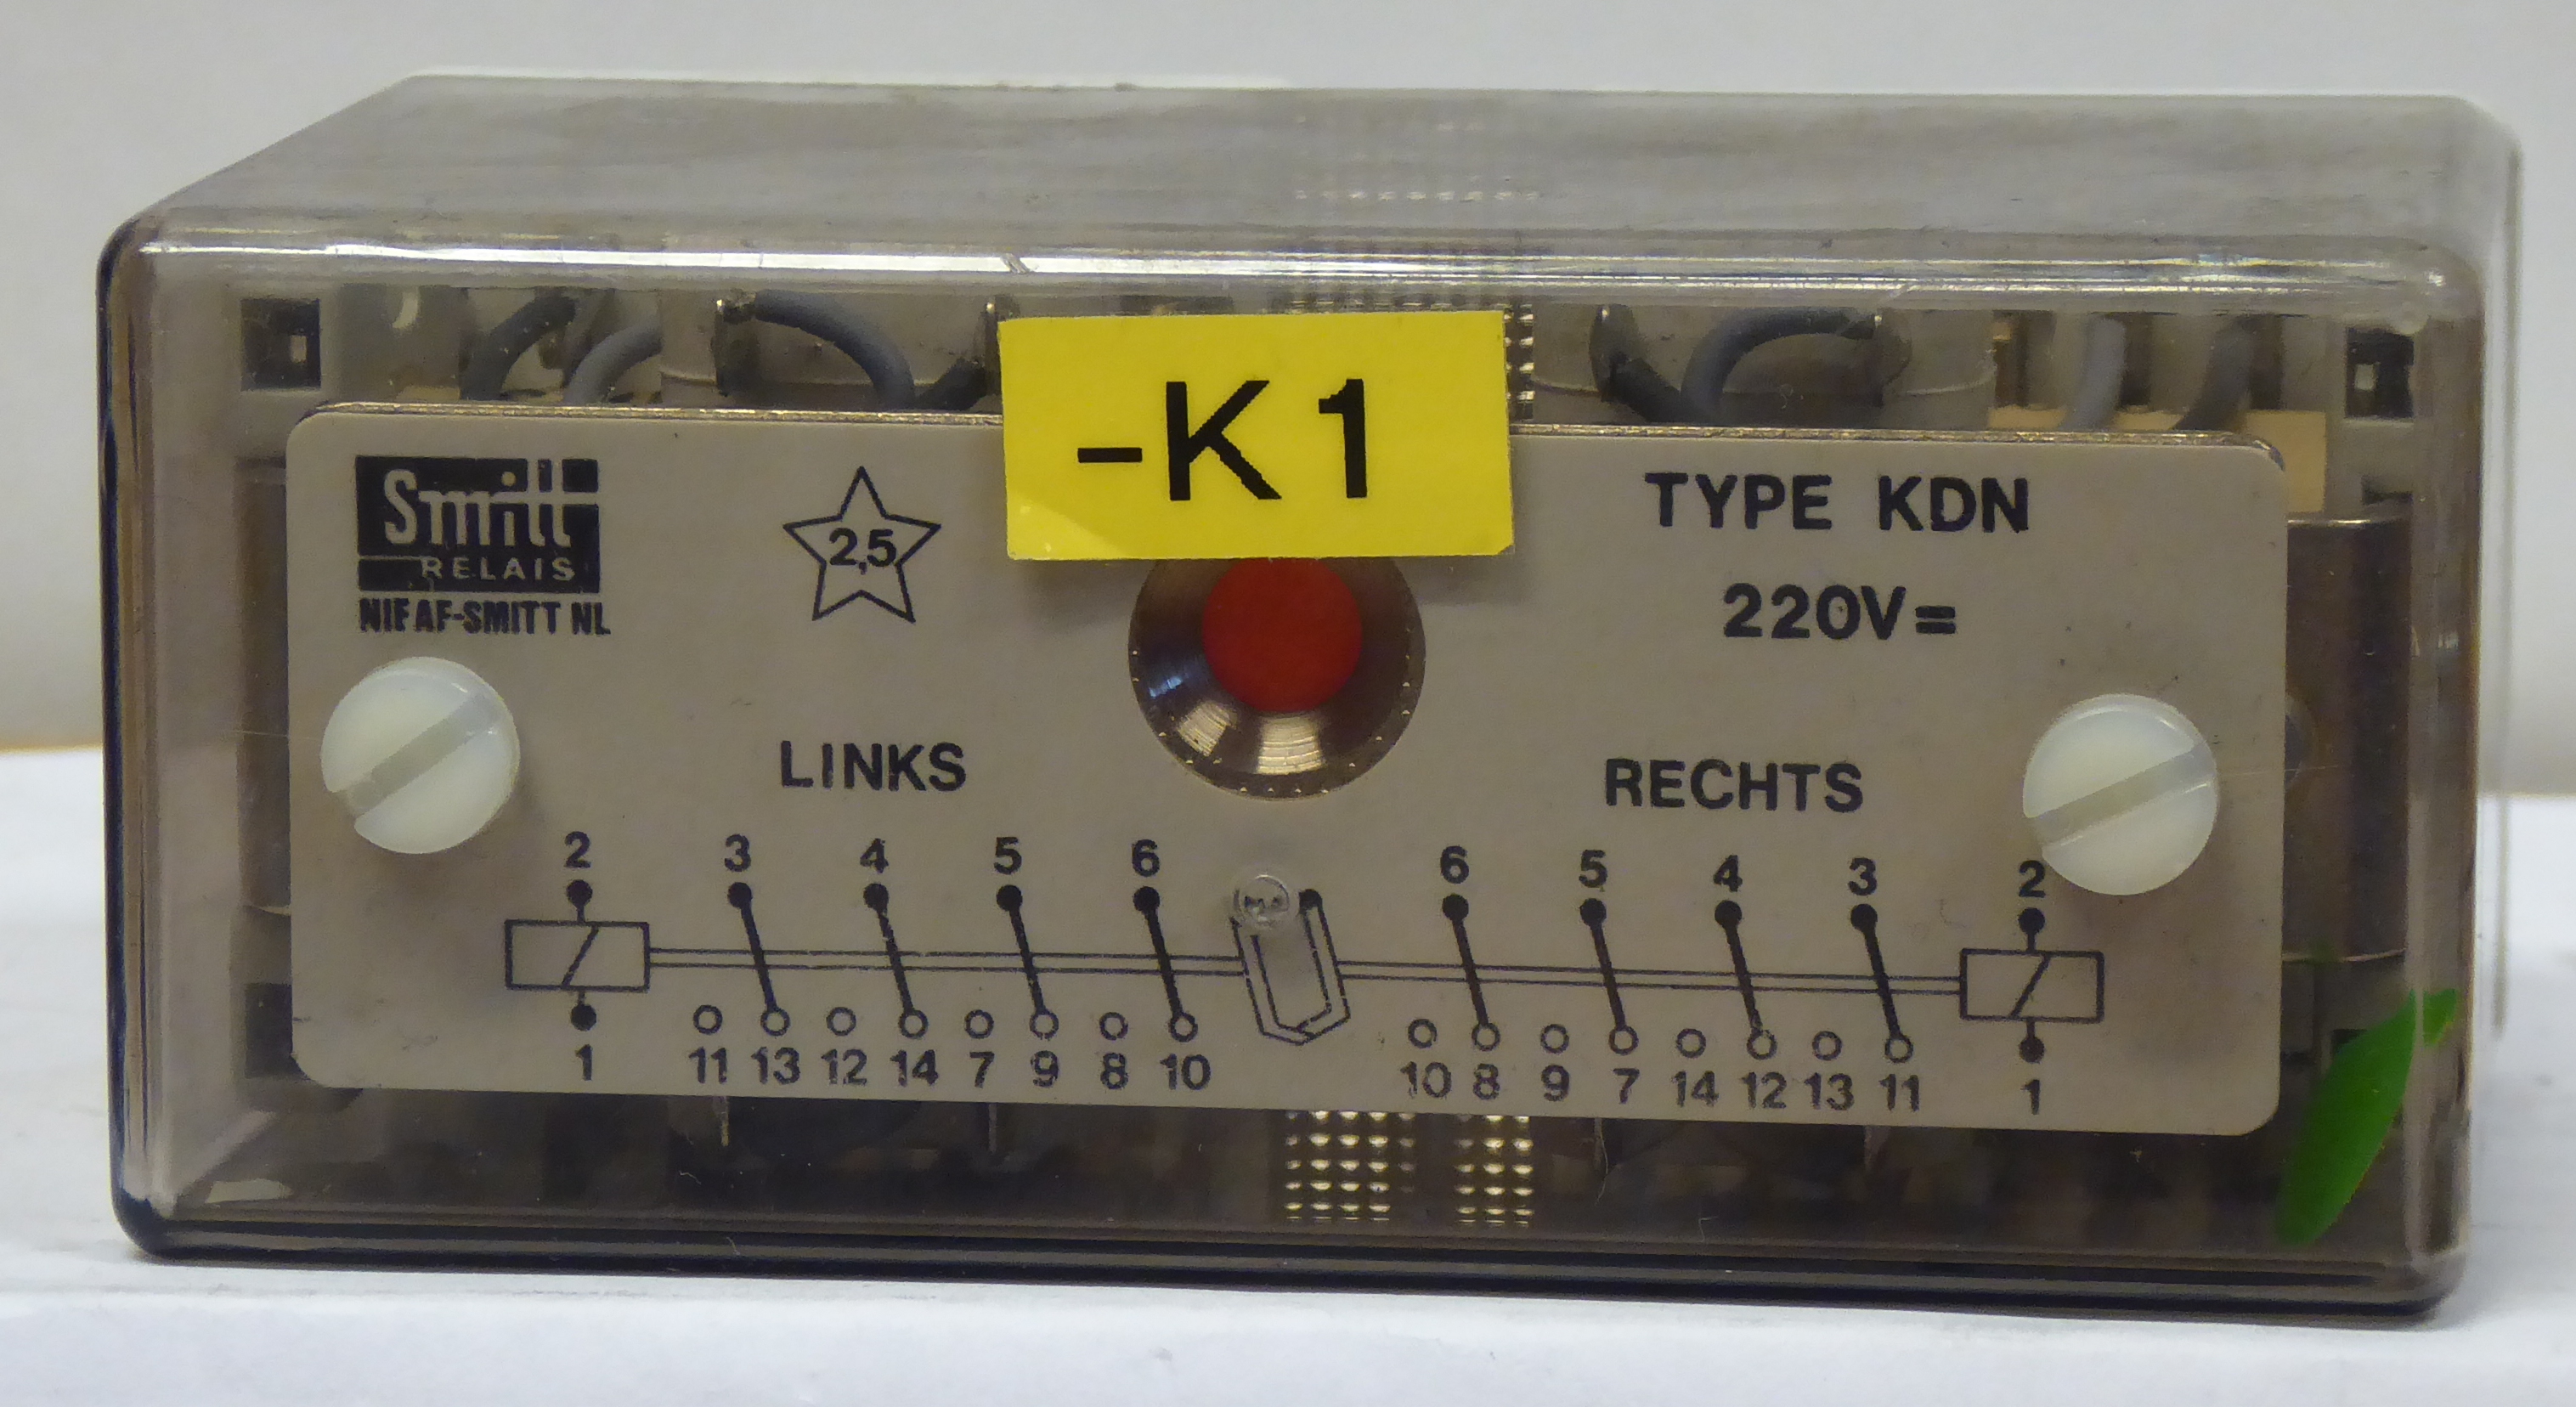 Smitt
RELAIS
NIFAF-SMITT NL
2,5
-K1
TYPE KDN
220V=
LINKS
RECHTS
2 3 4 5 6 6 5 4 3 2
1 11 13 12 14 7 9 8 10 10 8 9 7 14 12 13 11 1